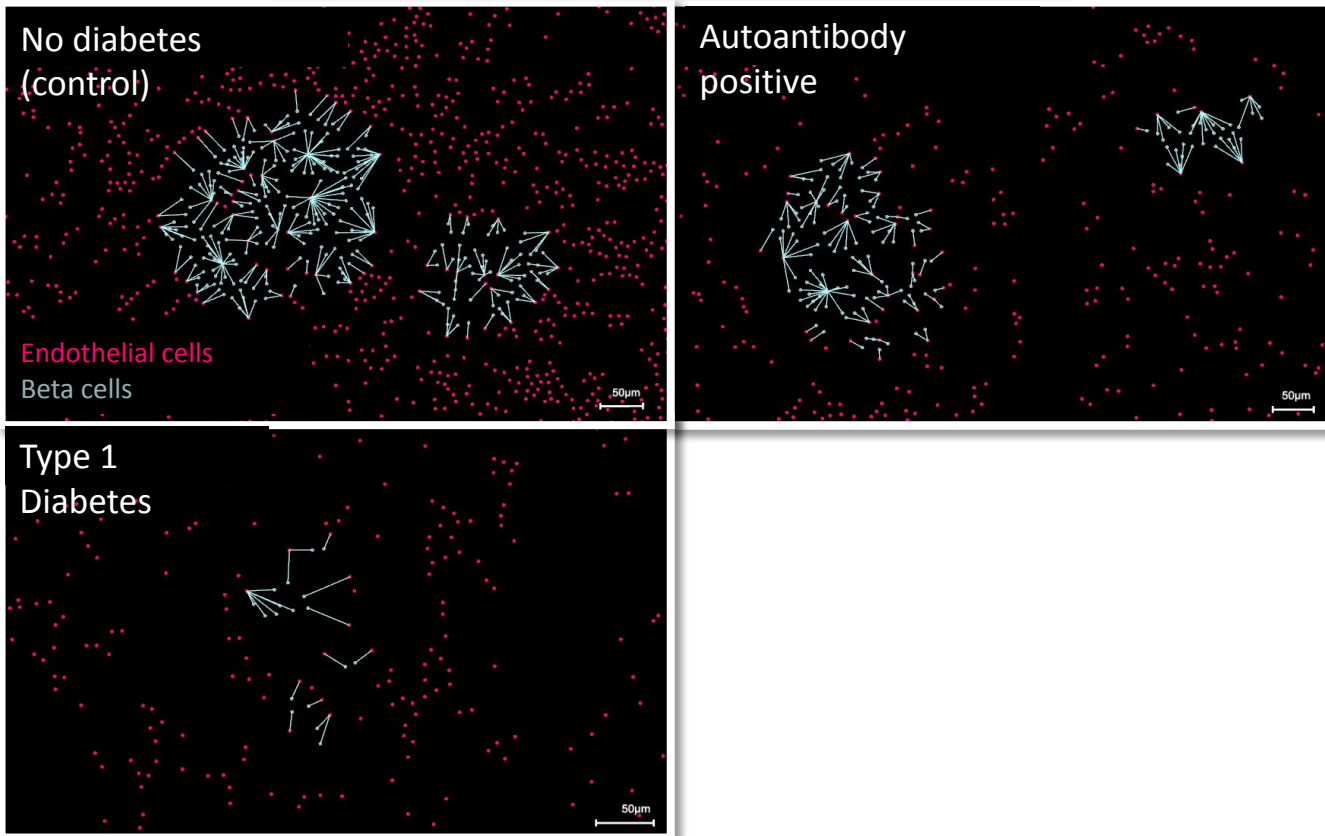 No diabetes
(control)
Endothelial cells
Beta cells
50µm
Autoantibody
positive
50µm
Type 1
Diabetes
50µm